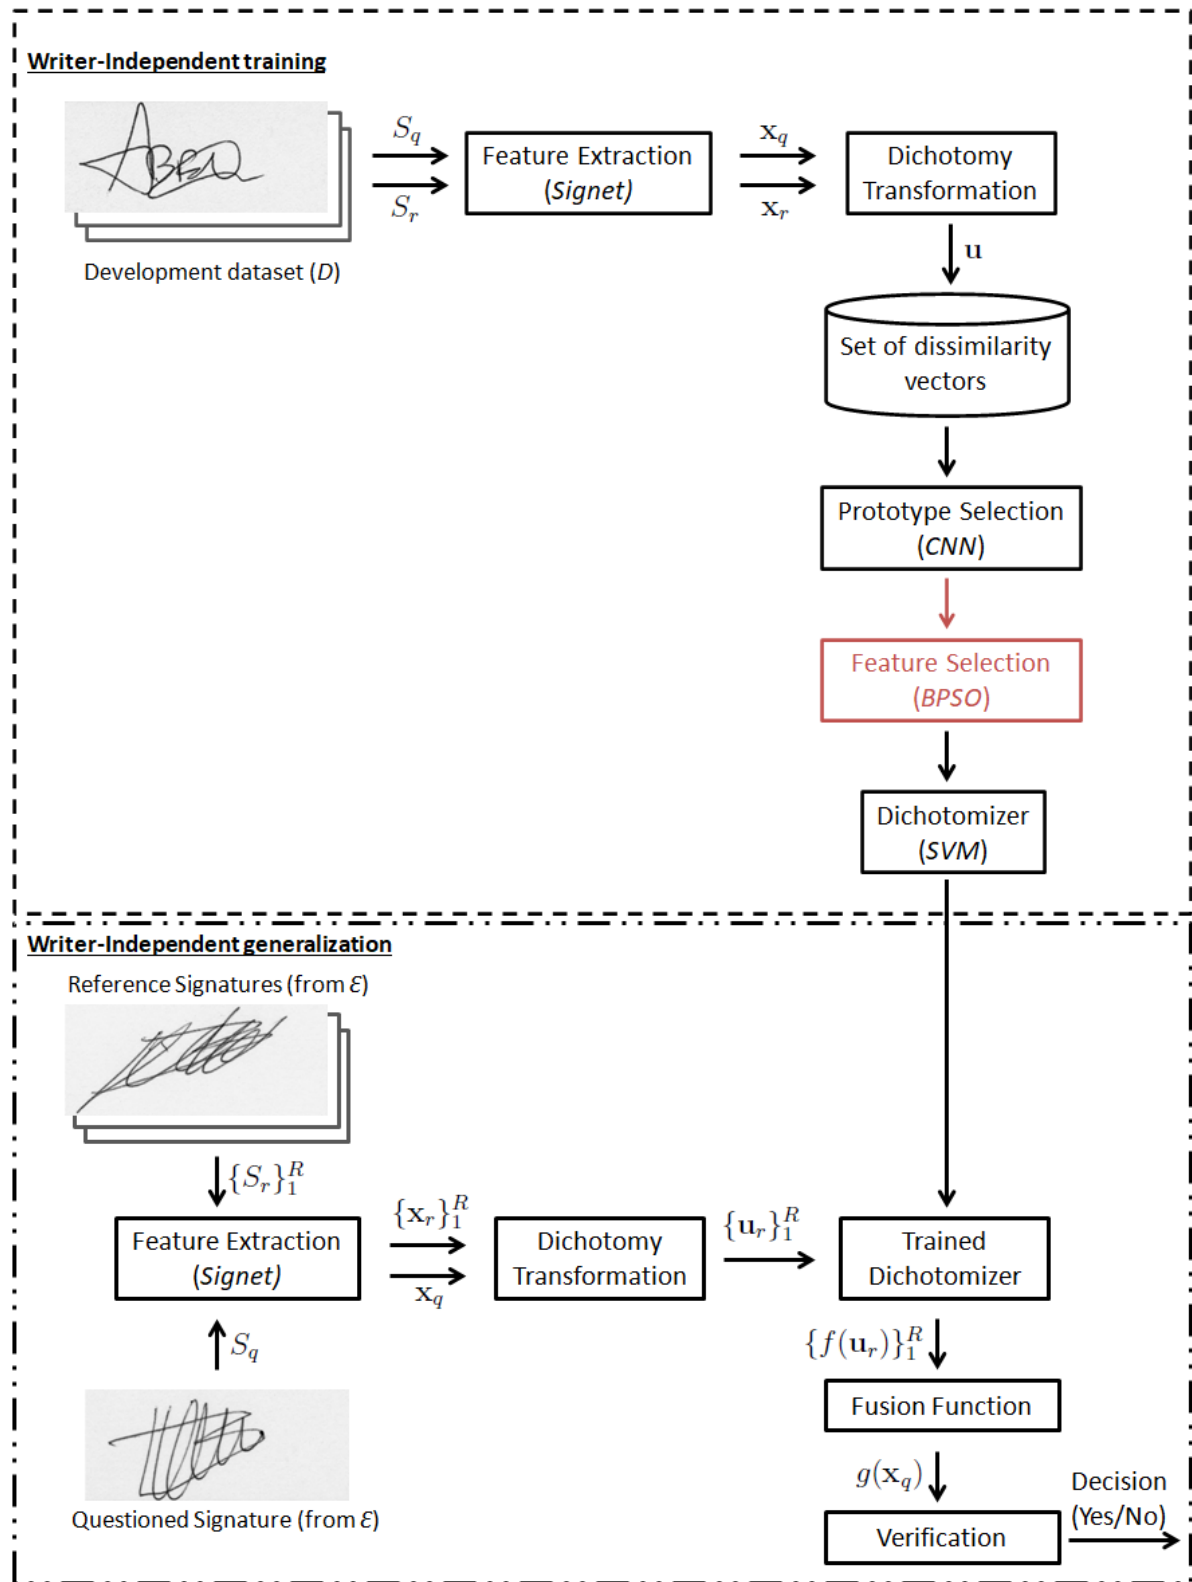 Writer-Independent training
S_q
S_r
Feature Extraction
(Signet)
x_q
x_r
Dichotomy
Transformation
Development dataset (D)
u
Set of dissimilarity
vectors
Prototype Selection
(CNN)
Feature Selection
(BPSO)
Dichotomizer
(SVM)
Writer-Independent generalization
Reference Signatures (from ℰ)
{S_r}_1^R
Feature Extraction
(Signet)
{x_r}_1^R
x_q
Dichotomy
Transformation
{u_r}_1^R
Trained
Dichotomizer
S_q
{f(u_r)}_1^R
Fusion Function
g(x_q)
Questioned Signature (from ℰ)
Verification
Decision
(Yes/No)